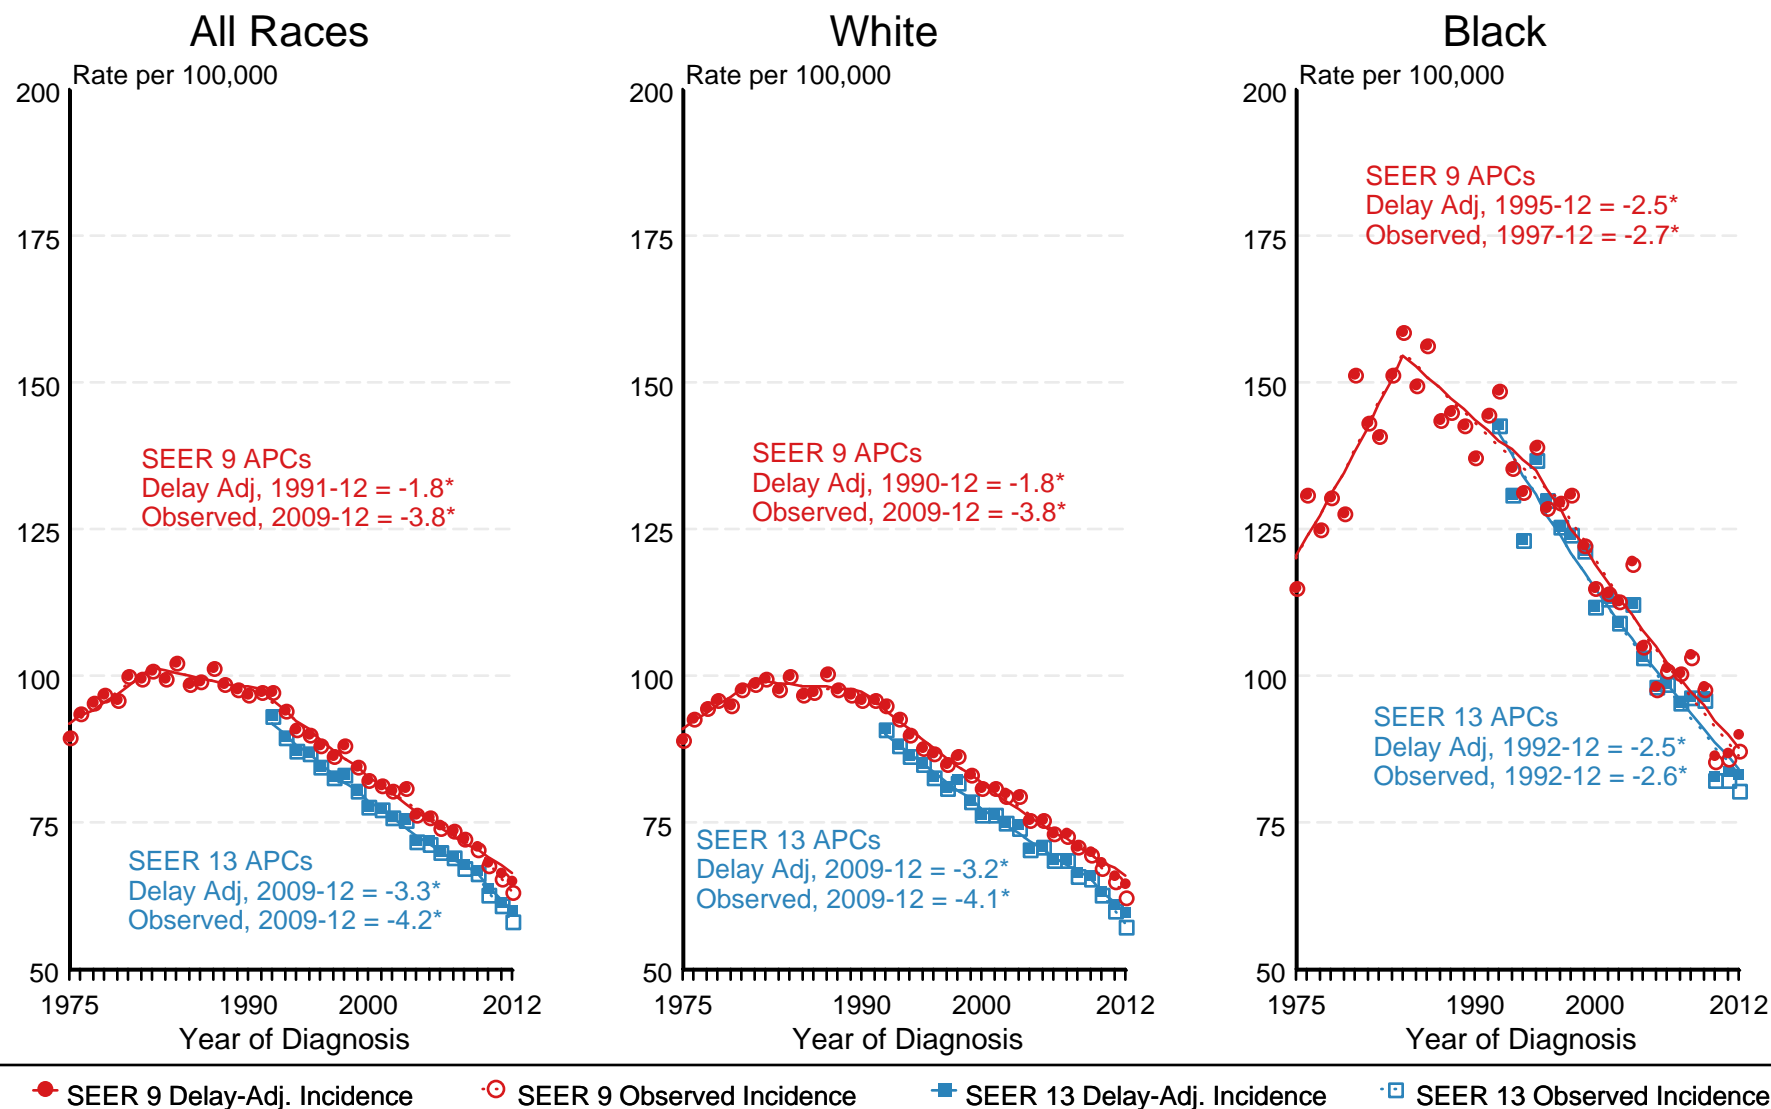 All Races
Rate per 100,000
200
175
150
125
100
75
50
SEER 9 APCs
Delay Adj, 1991-12 = -1.8*
Observed, 2009-12 = -3.8*
SEER 13 APCs
Delay Adj, 2009-12 = -3.3*
Observed, 2009-12 = -4.2*
1975 1990 2000 2012
Year of Diagnosis
White
Rate per 100,000
200
175
150
125
100
75
50
SEER 9 APCs
Delay Adj, 1990-12 = -1.8*
Observed, 2009-12 = -3.8*
SEER 13 APCs
Delay Adj, 2009-12 = -3.2*
Observed, 2009-12 = -4.1*
1975 1990 2000 2012
Year of Diagnosis
Black
Rate per 100,000
200
175
150
125
100
75
50
SEER 9 APCs
Delay Adj, 1995-12 = -2.5*
Observed, 1997-12 = -2.7*
SEER 13 APCs
Delay Adj, 1992-12 = -2.5*
Observed, 1992-12 = -2.6*
1975 1990 2000 2012
Year of Diagnosis
SEER 9 Delay-Adj. Incidence SEER 9 Observed Incidence SEER 13 Delay-Adj. Incidence SEER 13 Observed Incidence